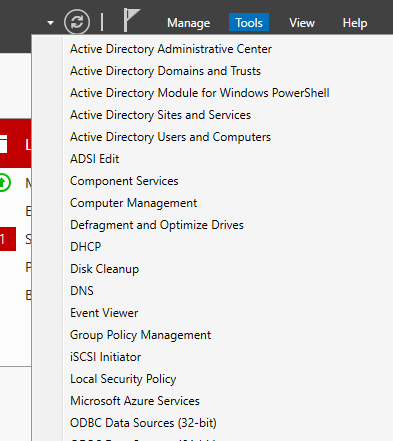 Manage Tools View Help
Active Directory Administrative Center
Active Directory Domains and Trusts
Active Directory Module for Windows PowerShell
Active Directory Sites and Services
Active Directory Users and Computers
ADSI Edit
Component Services
Computer Management
Defragment and Optimize Drives
DHCP
Disk Cleanup
DNS
Event Viewer
Group Policy Management
iSCSI Initiator
Local Security Policy
Microsoft Azure Services
ODBC Data Sources (32-bit)